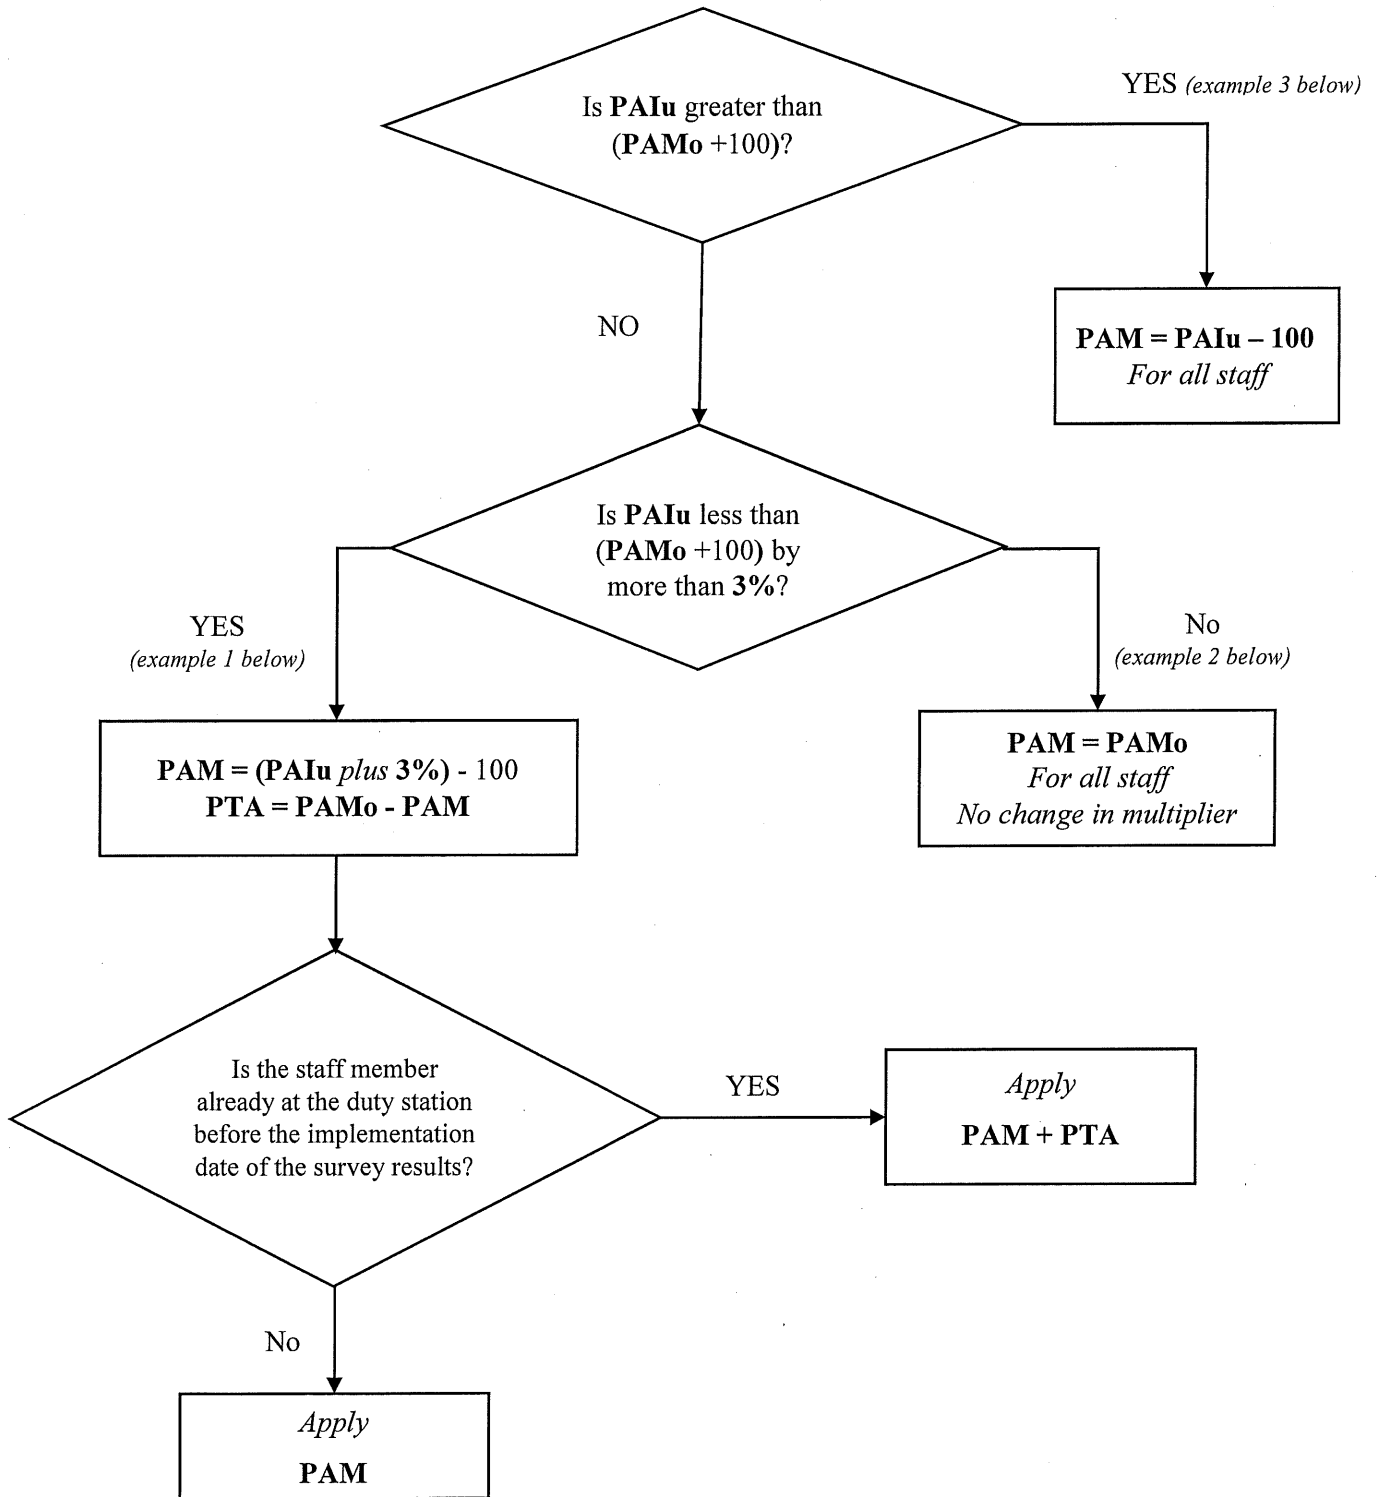 Is PAIu greater than
(PAMo +100)?
YES (example 3 below)
NO
PAM = PAIu – 100
For all staff
Is PAIu less than
(PAMo +100) by
more than 3%?
YES
(example 1 below)
No
(example 2 below)
PAM = (PAIu plus 3%) - 100
PTA = PAMo - PAM
PAM = PAMo
For all staff
No change in multiplier
Is the staff member
already at the duty station
before the implementation
date of the survey results?
YES
Apply
PAM + PTA
No
Apply
PAM